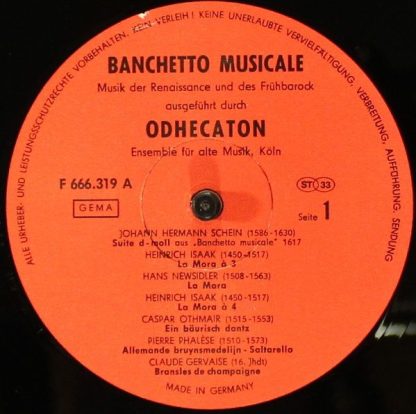 ALLE URHEBER- UND LEISTUNGSSCHUTZRECHTE VORBEHALTEN. KEIN VERLEIH! KEINE UNERLAUBTE VERVIELFÄLTIGUNG, VERBREITUNG, AUFFÜHRUNG, SENDUNG
BANCHETTO MUSICALE
Musik der Renaissance und des Frühbarock
ausgeführt durch
ODHECATON
Ensemble für alte Musik, Köln
F 666.319 A
GEMA
ST 33
Seite 1
JOHANN HERMANN SCHEIN (1586-1630)
Suite d-moll aus „Banchetto musicale" 1617
HEINRICH ISAAK (1450-1517)
La Mora à 3
HANS NEWSIDLER (1508-1563)
La Mora
HEINRICH ISAAK (1450-1517)
La Mora à 4
CASPAR OTHMAIR (1515-1553)
Ein bäurisch dantz
PIERRE PHALÈSE (1510-1573)
Allemande bruynsmedelijn - Saltarello
CLAUDE GERVAISE (16. Jhdt)
Bransles de champaigne
MADE IN GERMANY